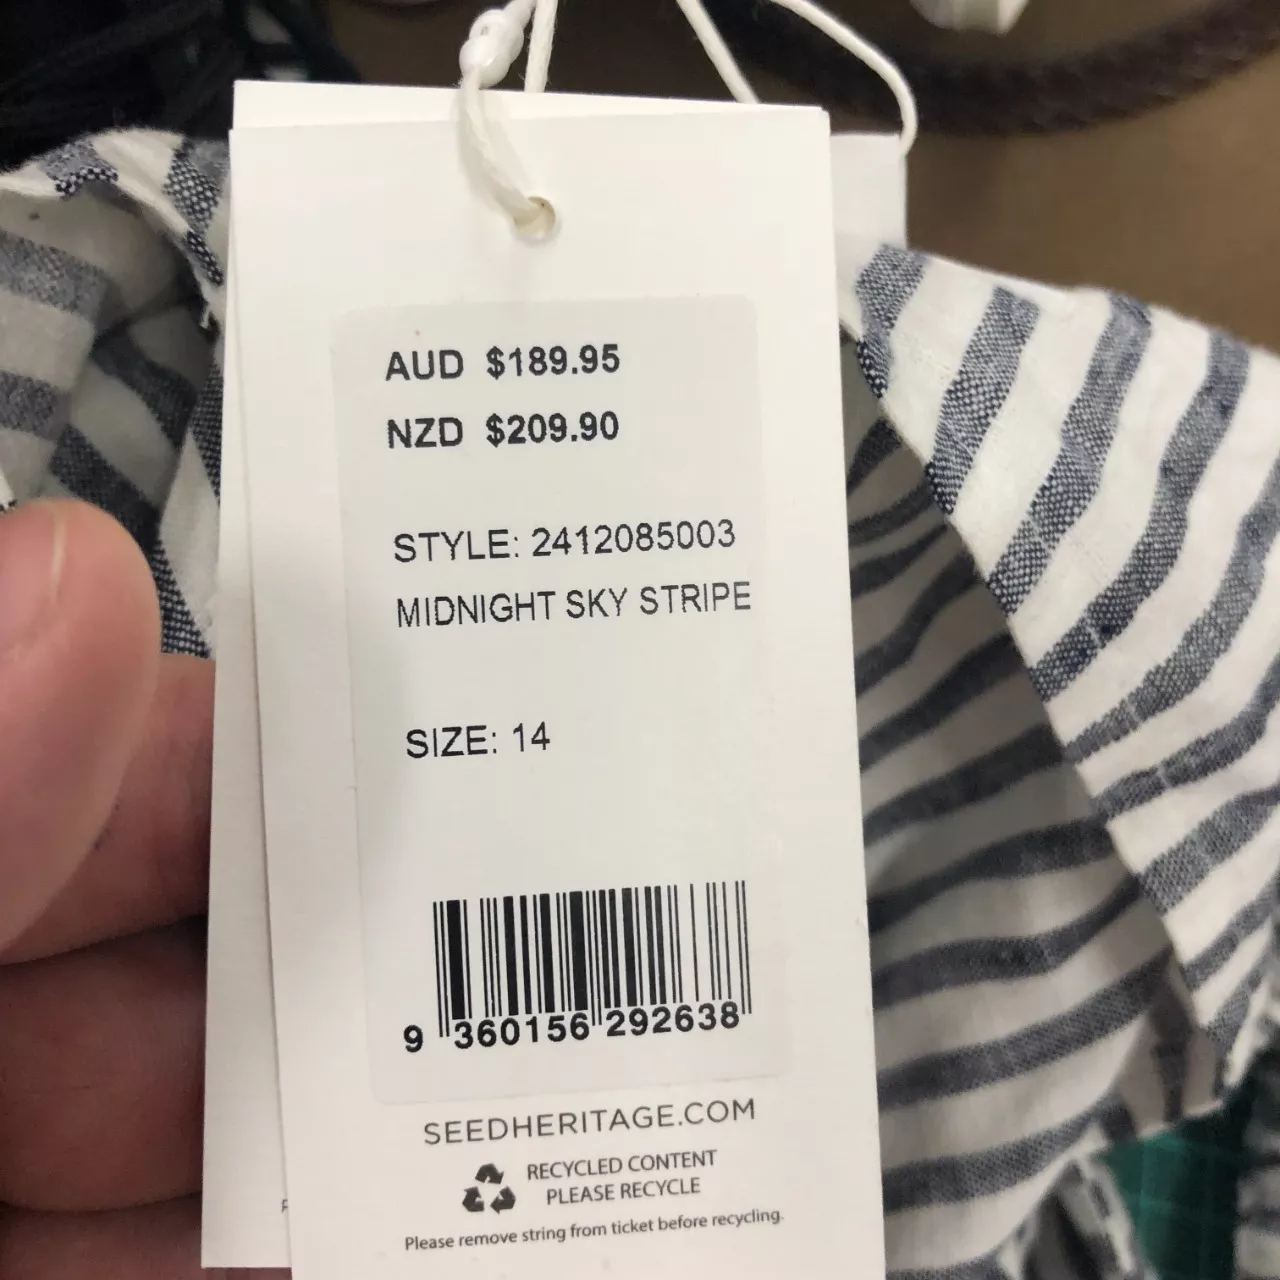 AUD $189.95
NZD $209.90
STYLE: 2412085003
MIDNIGHT SKY STRIPE
SIZE: 14
9 360156 292638
SEEDHERITAGE.COM
RECYCLED CONTENT
PLEASE RECYCLE
Please remove string from ticket before recycling.